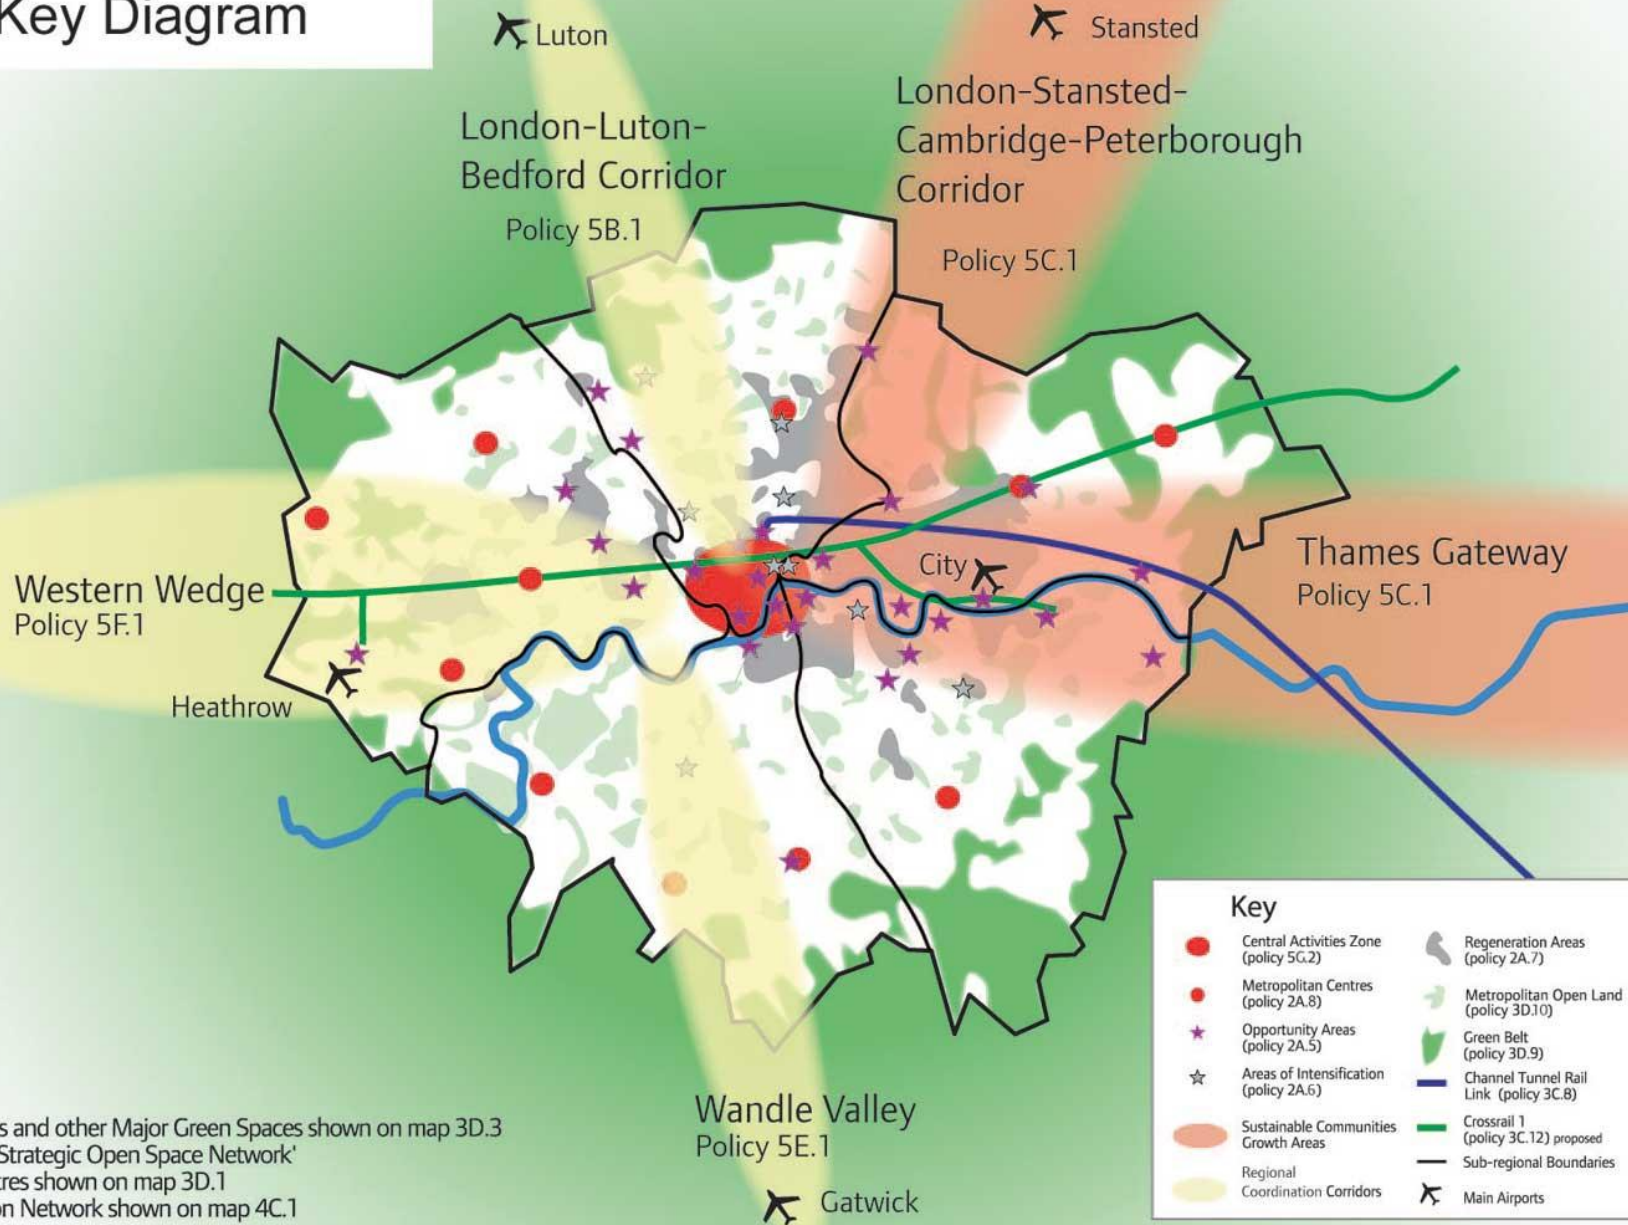 Key Diagram
Luton
Stansted
London-Luton-
Bedford Corridor
Policy 5B.1
London-Stansted-
Cambridge-Peterborough
Corridor
Policy 5C.1
City
Thames Gateway
Policy 5C.1
Western Wedge
Policy 5F.1
Heathrow
Wandle Valley
Policy 5E.1
Gatwick
s and other Major Green Spaces shown on map 3D.3
Strategic Open Space Network'
res shown on map 3D.1
on Network shown on map 4C.1
Key
Central Activities Zone
(policy 5G.2)
Metropolitan Centres
(policy 2A.8)
Opportunity Areas
(policy 2A.5)
Areas of Intensification
(policy 2A.6)
Sustainable Communities
Growth Areas
Regional
Coordination Corridors
Regeneration Areas
(policy 2A.7)
Metropolitan Open Land
(policy 3D.10)
Green Belt
(policy 3D.9)
Channel Tunnel Rail
Link (policy 3C.8)
Crossrail 1
(policy 3C.12) proposed
Sub-regional Boundaries
Main Airports